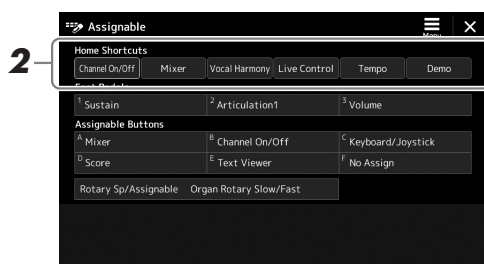 Assignable
Menu
Home Shortcuts
2
Channel On/Off Mixer Vocal Harmony Live Control Tempo Demo
Foot Pedals
1 Sustain 2 Articulation1 3 Volume
Assignable Buttons
A Mixer B Channel On/Off C Keyboard/Joystick
D Score E Text Viewer F No Assign
Rotary Sp/Assignable Organ Rotary Slow/Fast